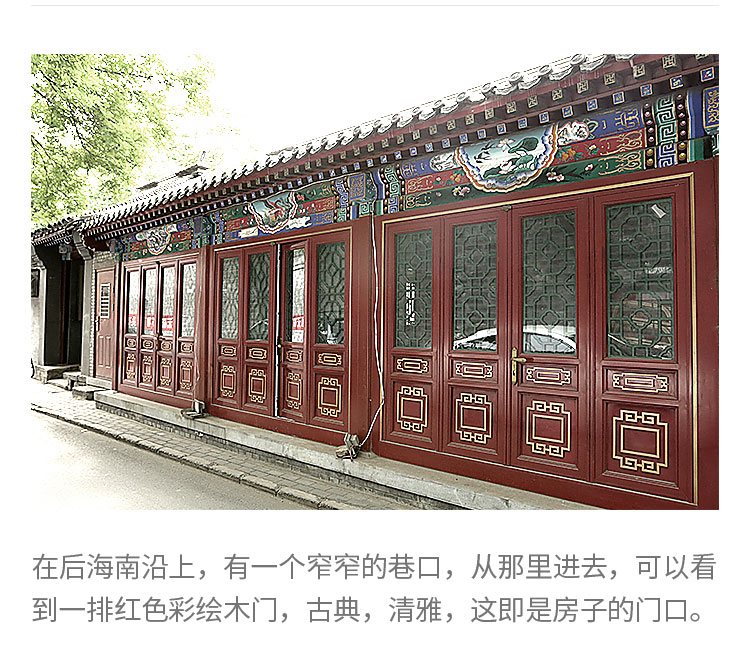 在后海南沿上，有一个窄窄的巷口，从那里进去，可以看
到一排红色彩绘木门，古典，清雅，这即是房子的门口。